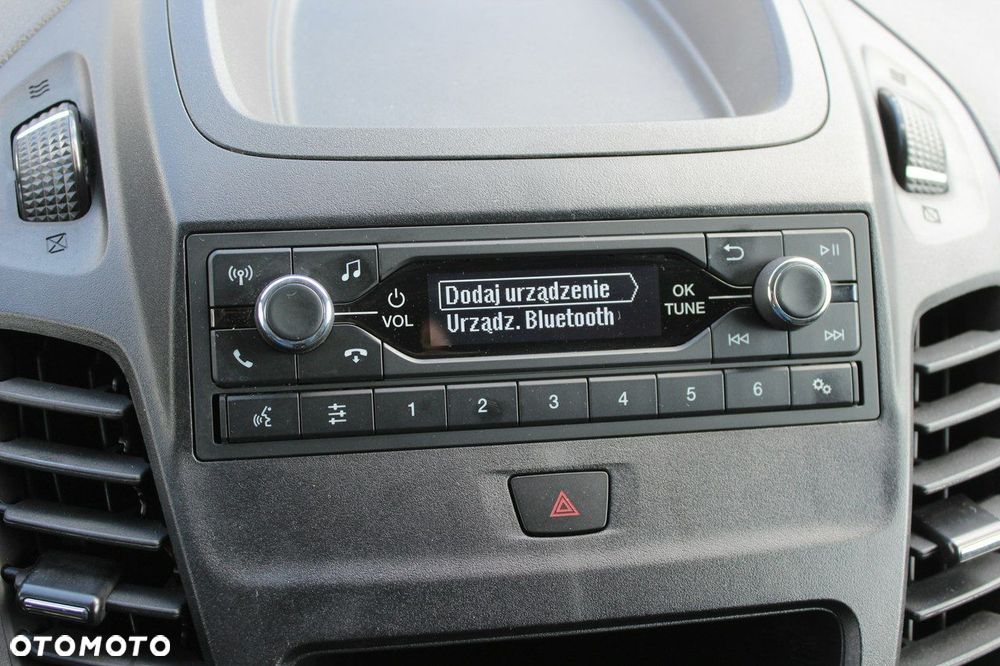 Dodaj urządzenie
Urządz. Bluetooth
VOL
OK
TUNE
1 2 3 4 5 6
OTOMOTO